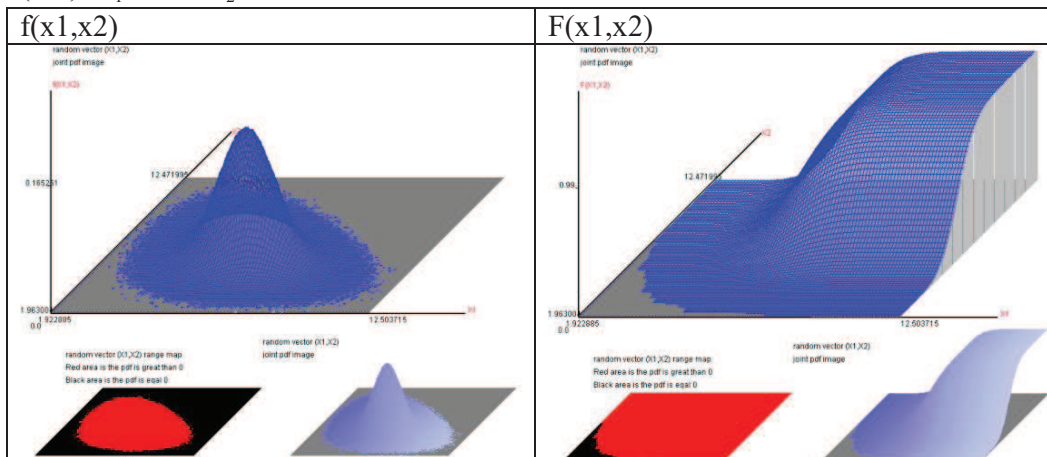 f(x1,x2)
F(x1,x2)
random vector (X1,X2)
joint pdf image
f(X1,X2)
X2
12.471995
0.165251
1.96300
0.0
1.922885
12.503715
X1
random vector (X1,X2) range map
Red area is the pdf is great than 0
Black area is the pdf is eqal 0
random vector (X1,X2)
joint pdf image
random vector (X1,X2)
joint pdf image
F(X1,X2)
X2
12.471995
0.99
1.96300
0.0
1.922885
12.503715
X1
random vector (X1,X2) range map
Red area is the pdf is great than 0
Black area is the pdf is eqal 0
random vector (X1,X2)
joint pdf image